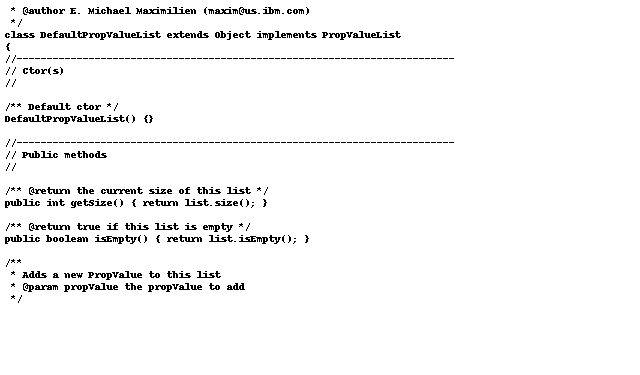 * @author E. Michael Maximilien (maxim@us.ibm.com)
*/
class DefaultPropValueList extends Object implements PropValueList
{
//---------------------------------------------------------------------------
// Ctor(s)
//
/** Default ctor */
DefaultPropValueList() {}
//---------------------------------------------------------------------------
// Public methods
//
/** @return the current size of this list */
public int getSize() { return list.size(); }
/** @return true if this list is empty */
public boolean isEmpty() { return list.isEmpty(); }
/**
* Adds a new PropValue to this list
* @param propValue the propValue to add
*/